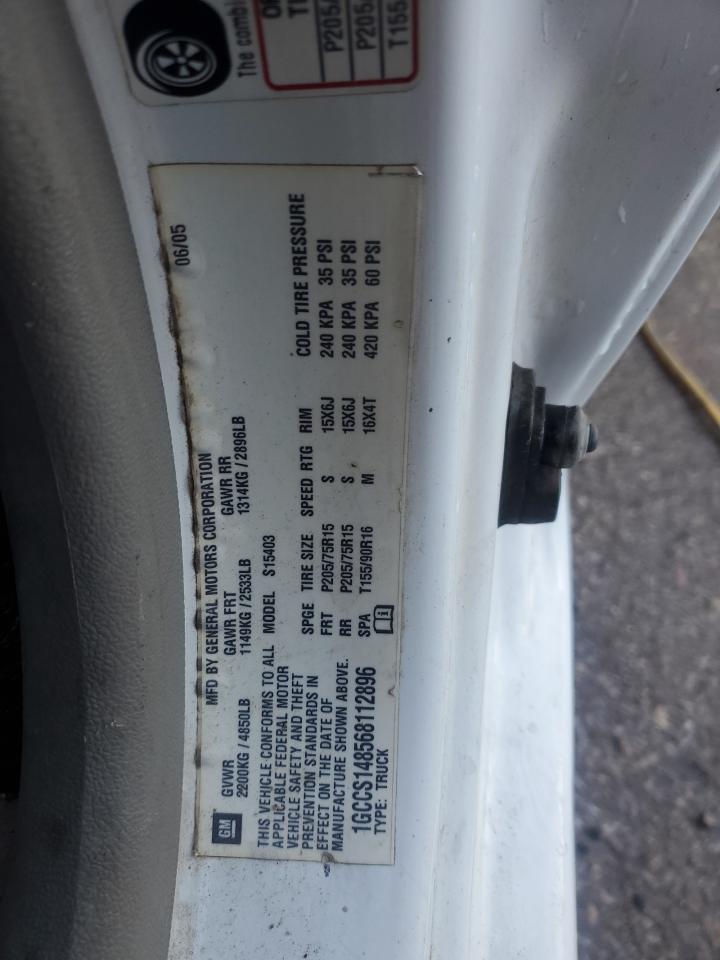 The combi
P205/
P205/
T155
06/05
MFD BY GENERAL MOTORS CORPORATION
GVWR GAWR FRT GAWR RR
2200KG / 4850LB 1149KG / 2533LB 1314KG / 2896LB
GM
THIS VEHICLE CONFORMS TO ALL
APPLICABLE FEDERAL MOTOR
VEHICLE SAFETY AND THEFT
PREVENTION STANDARDS IN
EFFECT ON THE DATE OF
MANUFACTURE SHOWN ABOVE.
1GCCS148568112896
TYPE: TRUCK
MODEL S15403
SPGE TIRE SIZE SPEED RTG RIM COLD TIRE PRESSURE
FRT P205/75R15 S 15X6J 240 KPA 35 PSI
RR P205/75R15 S 15X6J 240 KPA 35 PSI
SPA T155/90R16 M 16X4T 420 KPA 60 PSI